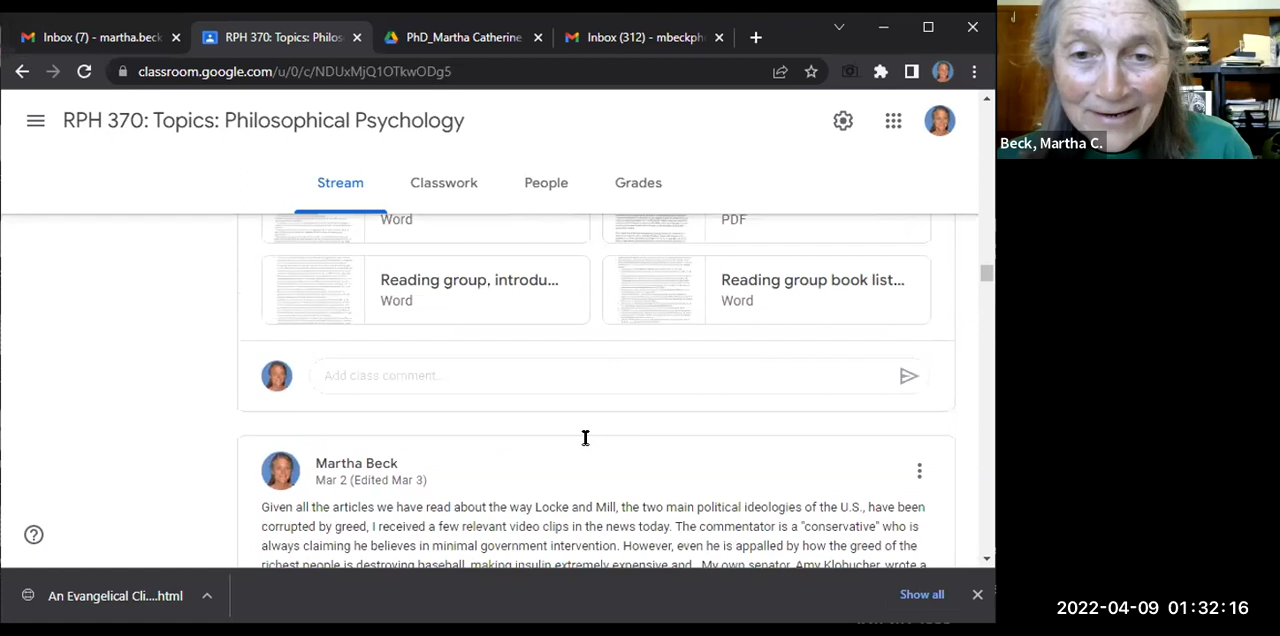 Inbox (7) - martha.beck
RPH 370: Topics: Philos
PhD_Martha Catherine
Inbox (312) - mbeckph
classroom.google.com/u/0/c/NDUxMjQ1OTkwODg5
RPH 370: Topics: Philosophical Psychology
Beck, Martha C.
Stream Classwork People Grades
Word PDF
Reading group, introdu... Reading group book list...
Word Word
Add class comment...
Martha Beck
Mar 2 (Edited Mar 3)
Given all the articles we have read about the way Locke and Mill, the two main political ideologies of the U.S., have been
corrupted by greed, I received a few relevant video clips in the news today. The commentator is a "conservative" who is
always claiming he believes in minimal government intervention. However, even he is appalled by how the greed of the
richest people is destroying baseball, making insulin extremely expensive and.. My own senator, Amy Klobucher, wrote a
An Evangelical Cli....html
Show all
2022-04-09 01:32:16